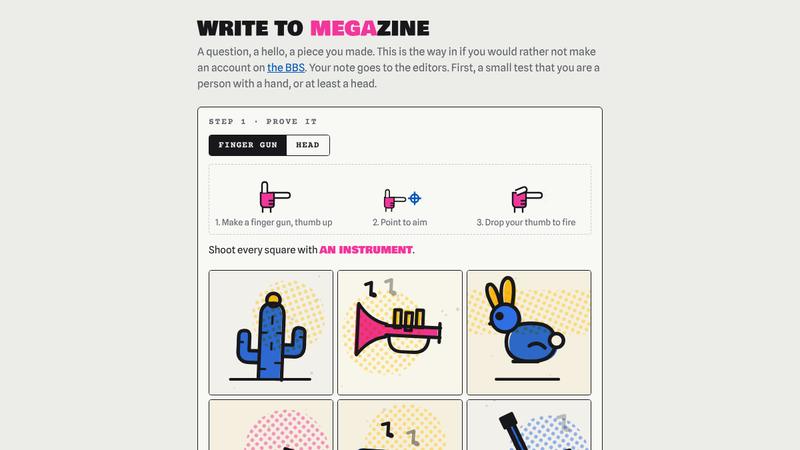 WRITE TO MEGAZINE
A question, a hello, a piece you made. This is the way in if you would rather not make
an account on the BBS. Your note goes to the editors. First, a small test that you are a
person with a hand, or at least a head.
STEP 1 · PROVE IT
FINGER GUN HEAD
1. Make a finger gun, thumb up 2. Point to aim 3. Drop your thumb to fire
Shoot every square with AN INSTRUMENT.